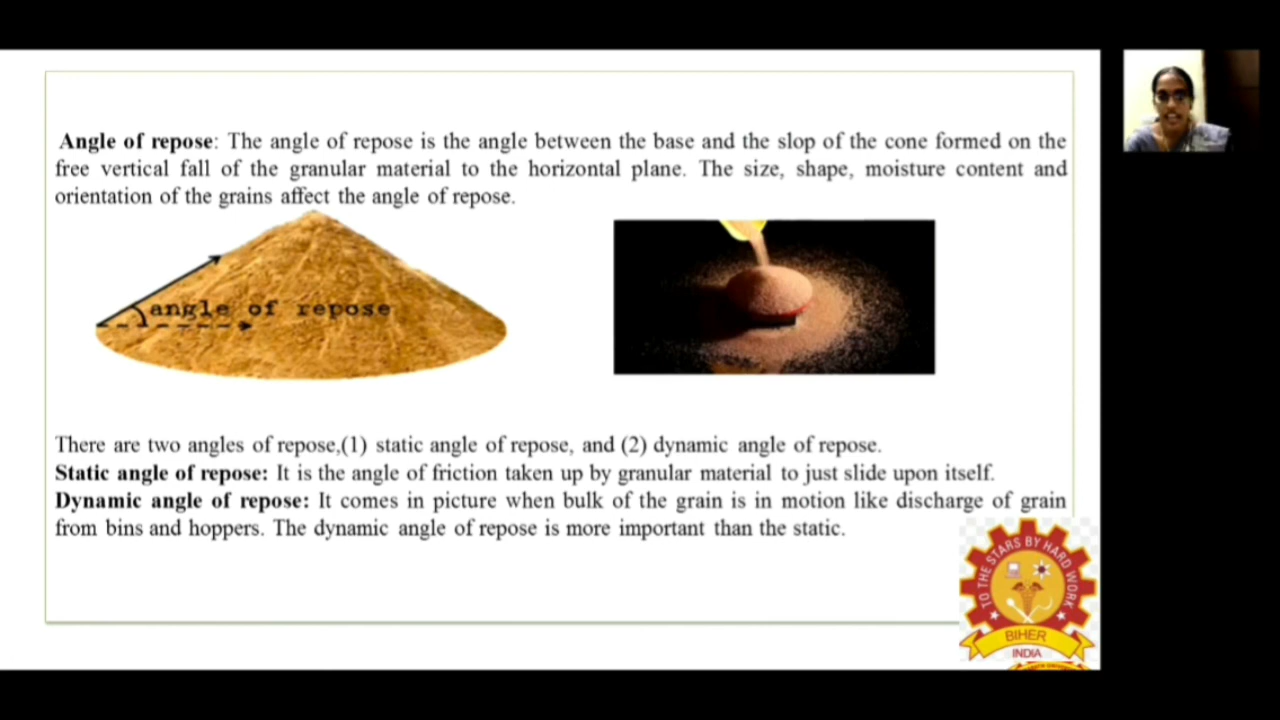 Angle of repose: The angle of repose is the angle between the base and the slop of the cone formed on the
free vertical fall of the granular material to the horizontal plane. The size, shape, moisture content and
orientation of the grains affect the angle of repose.
angle of repose
There are two angles of repose,(1) static angle of repose, and (2) dynamic angle of repose.
Static angle of repose: It is the angle of friction taken up by granular material to just slide upon itself.
Dynamic angle of repose: It comes in picture when bulk of the grain is in motion like discharge of grain
from bins and hoppers. The dynamic angle of repose is more important than the static.
TO THE STARS BY HARD WORK
BIHER
INDIA